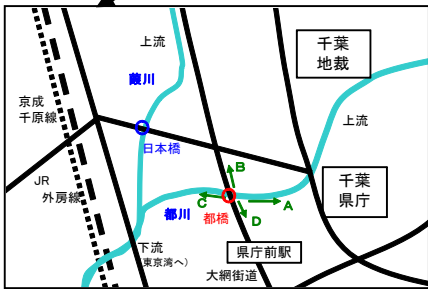 上流
千葉
地裁
葭川
京成
千原線
上流
日本橋
B
JR
外房線
千葉
県庁
C
A
都川
都橋
D
下流
(東京湾へ)
県庁前駅
大網街道